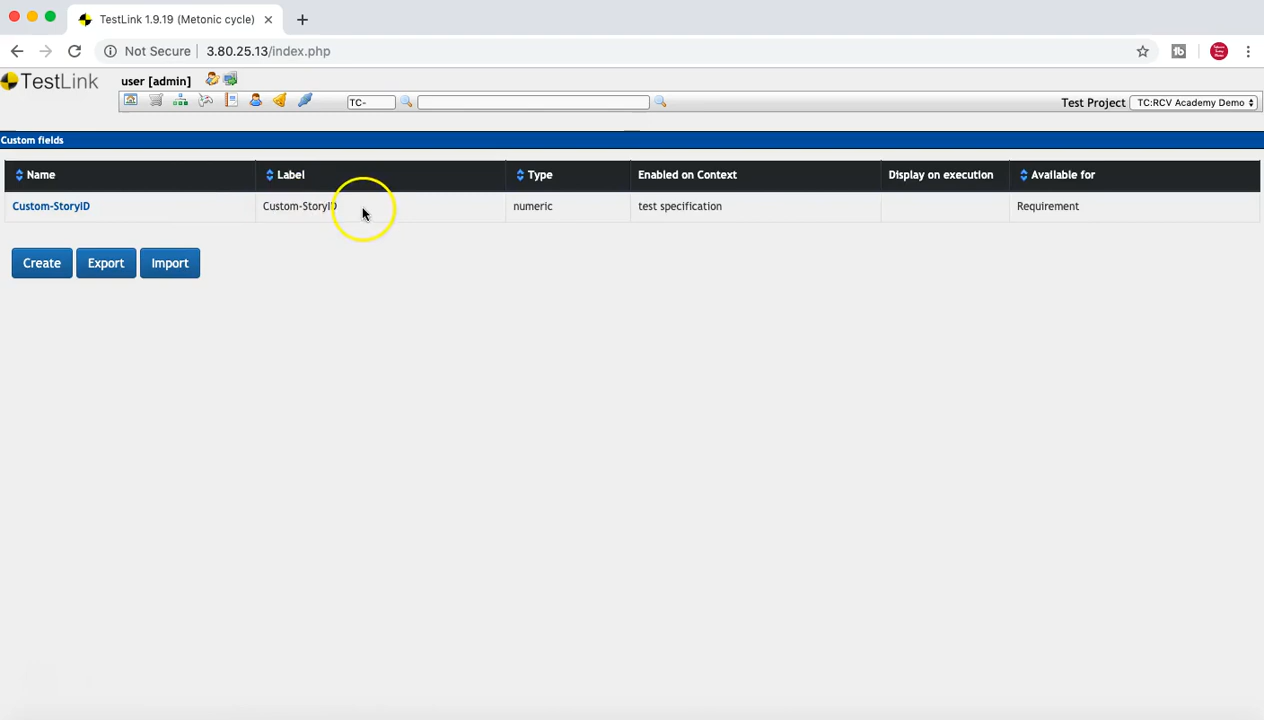 TestLink 1.9.19 (Metonic cycle)
Not Secure 3.80.25.13/index.php
TestLink user [admin]
TC-
Test Project TC:RCV Academy Demo
Custom fields
Name Label Type Enabled on Context Display on execution Available for
Custom-StoryID Custom-StoryID numeric test specification Requirement
Create Export Import